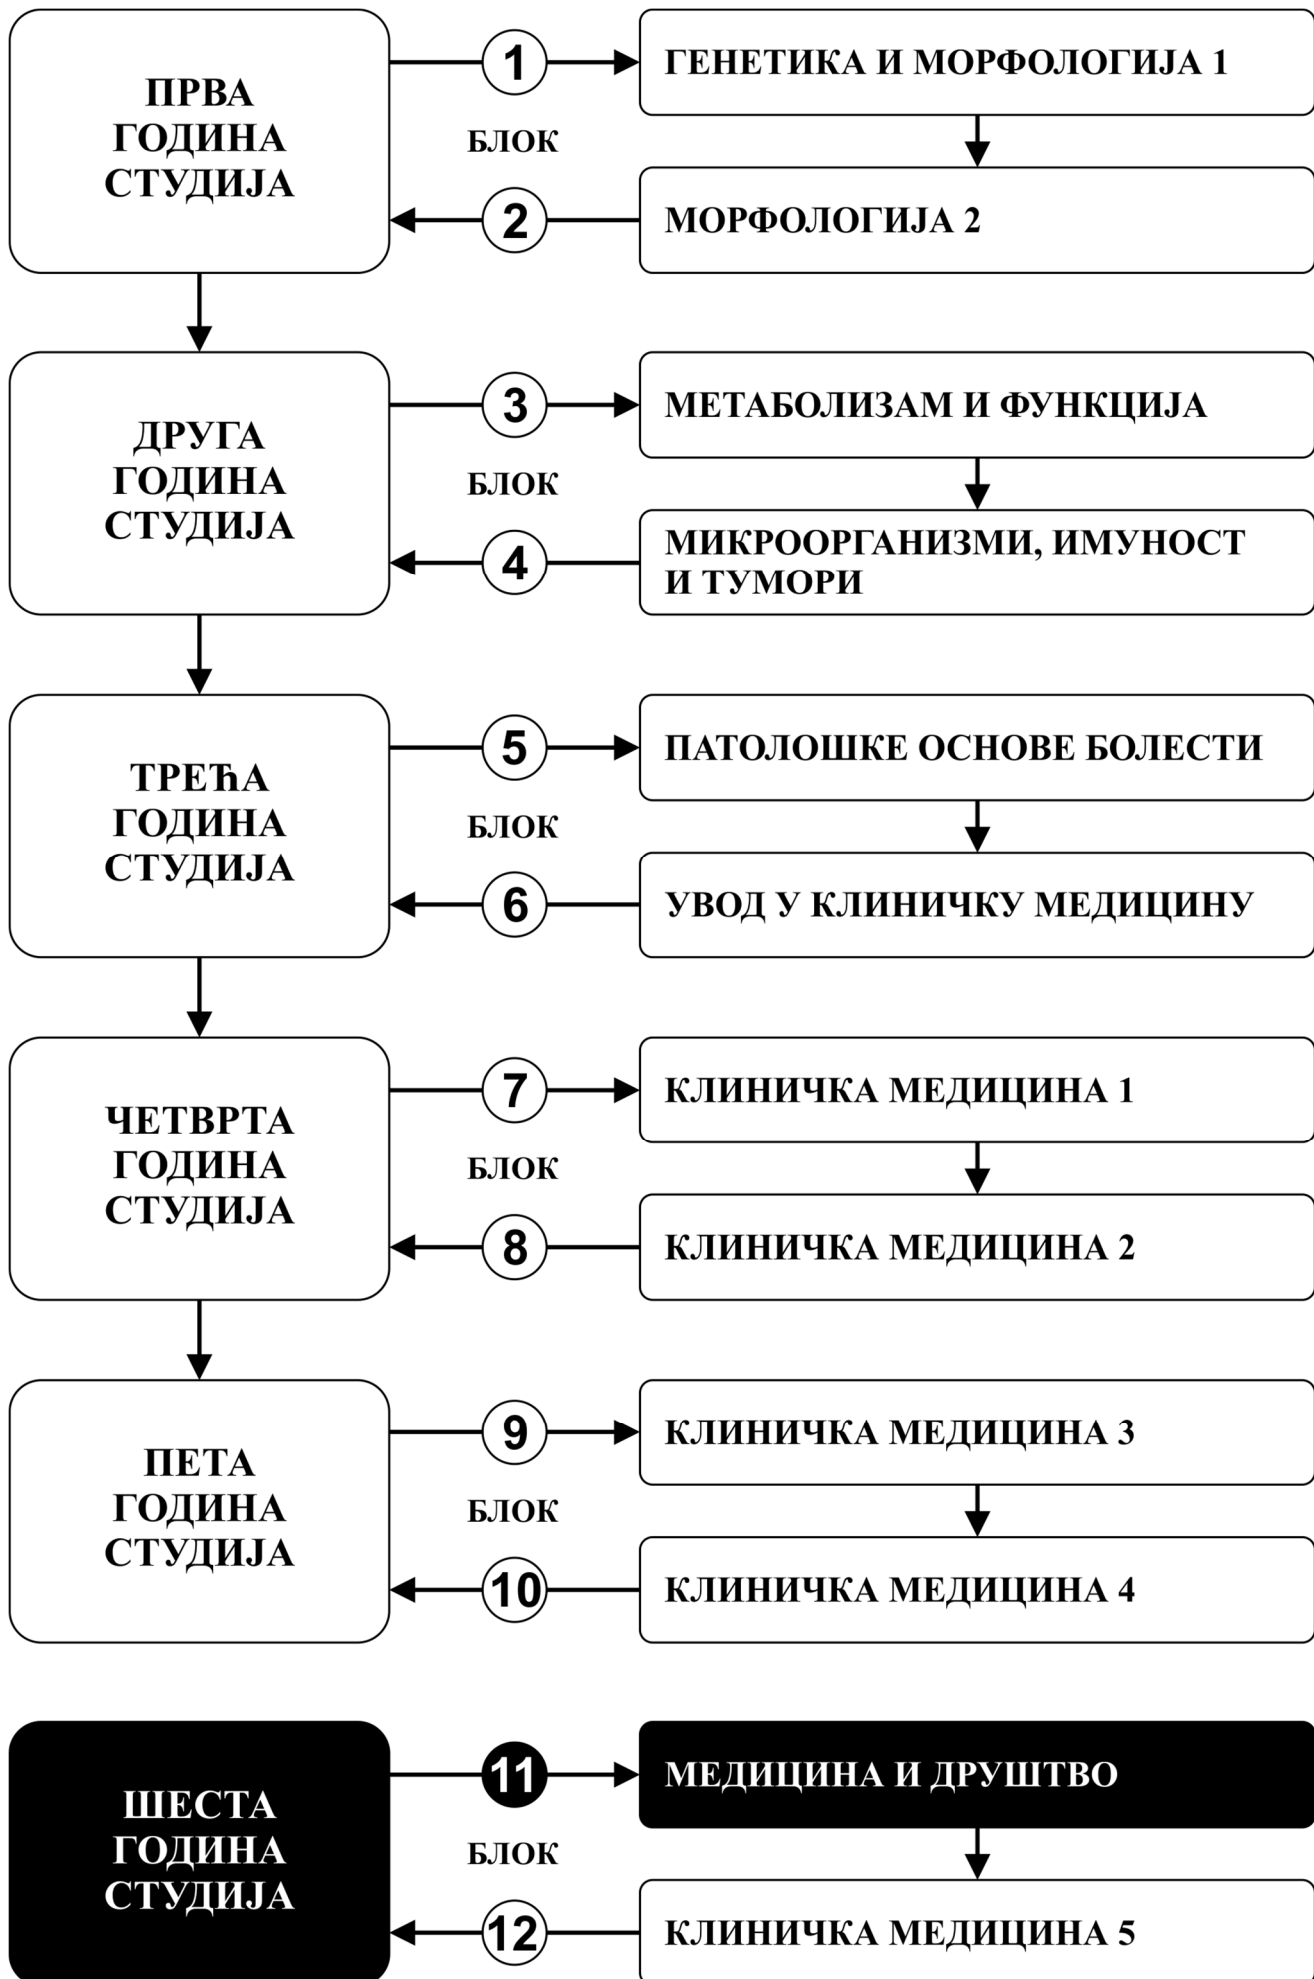 ПРВА
ГОДИНА
СТУДИЈА
1
БЛОК
2
ГЕНЕТИКА И МОРФОЛОГИЈА 1
МОРФОЛОГИЈА 2
ДРУГА
ГОДИНА
СТУДИЈА
3
БЛОК
4
МЕТАБОЛИЗАМ И ФУНКЦИЈА
МИКРООРГАНИЗМИ, ИМУНОСТ
И ТУМОРИ
ТРЕЋА
ГОДИНА
СТУДИЈА
5
БЛОК
6
ПАТОЛОШКЕ ОСНОВЕ БОЛЕСТИ
УВОД У КЛИНИЧКУ МЕДИЦИНУ
ЧЕТВРТА
ГОДИНА
СТУДИЈА
7
БЛОК
8
КЛИНИЧКА МЕДИЦИНА 1
КЛИНИЧКА МЕДИЦИНА 2
ПЕТА
ГОДИНА
СТУДИЈА
9
БЛОК
10
КЛИНИЧКА МЕДИЦИНА 3
КЛИНИЧКА МЕДИЦИНА 4
ШЕСТА
ГОДИНА
СТУДИЈА
11
БЛОК
12
МЕДИЦИНА И ДРУШТВО
КЛИНИЧКА МЕДИЦИНА 5